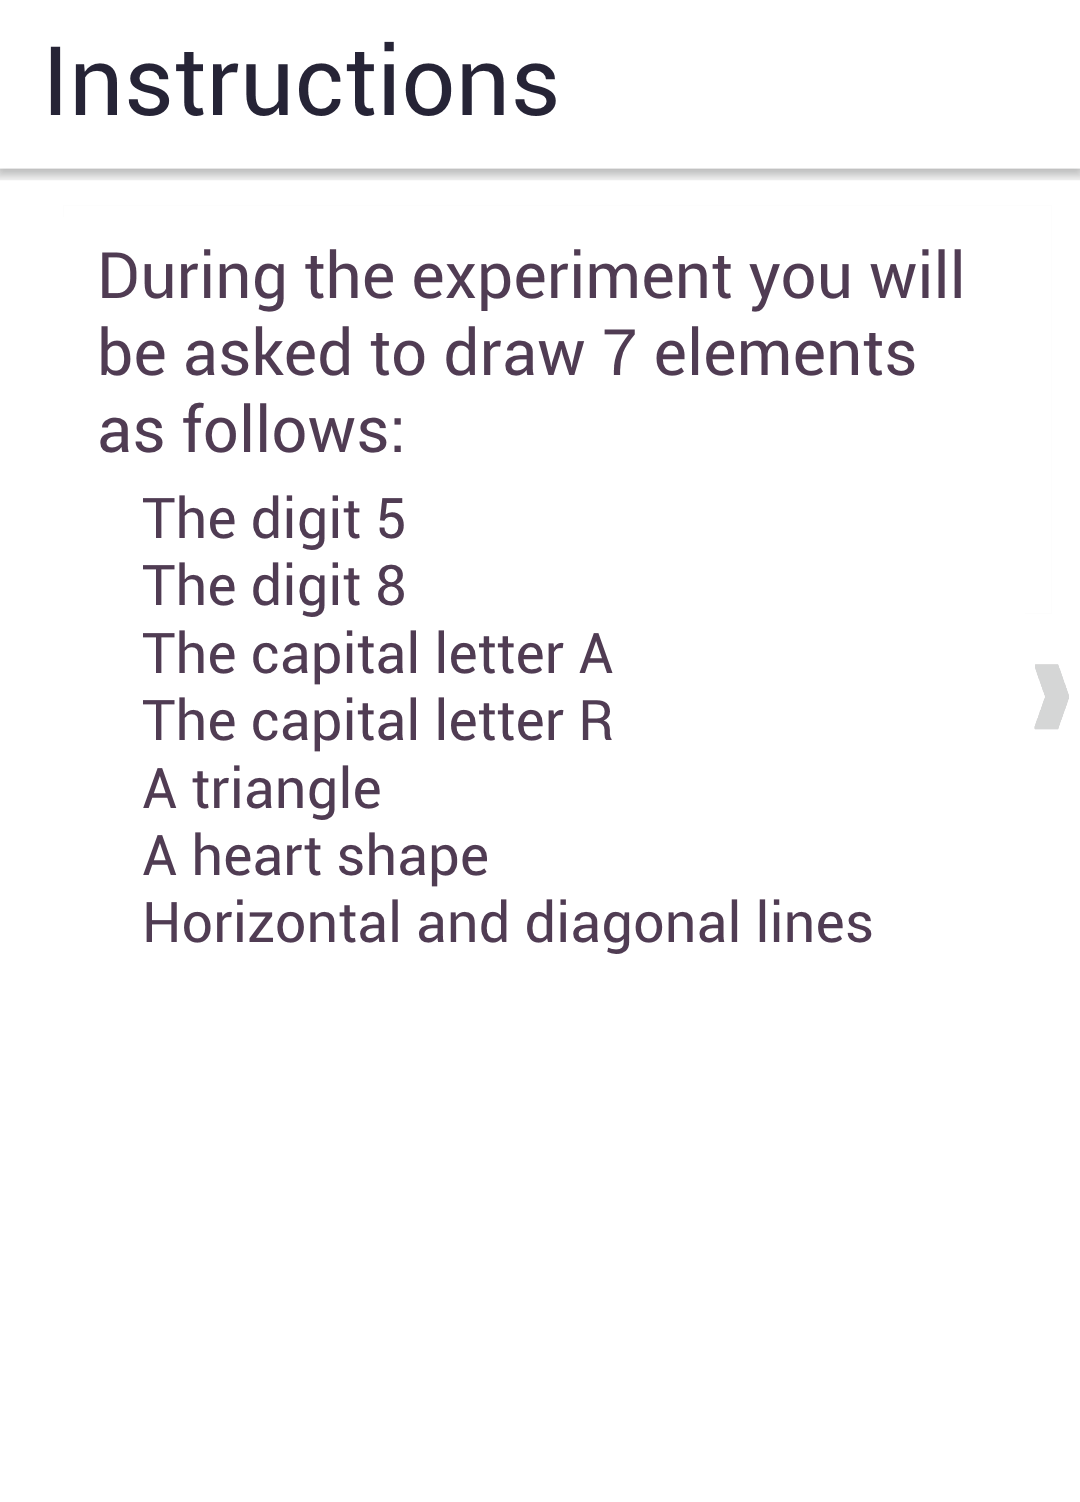 Instructions
During the experiment you will
be asked to draw 7 elements
as follows:
The digit 5
The digit 8
The capital letter A
The capital letter R
A triangle
A heart shape
Horizontal and diagonal lines